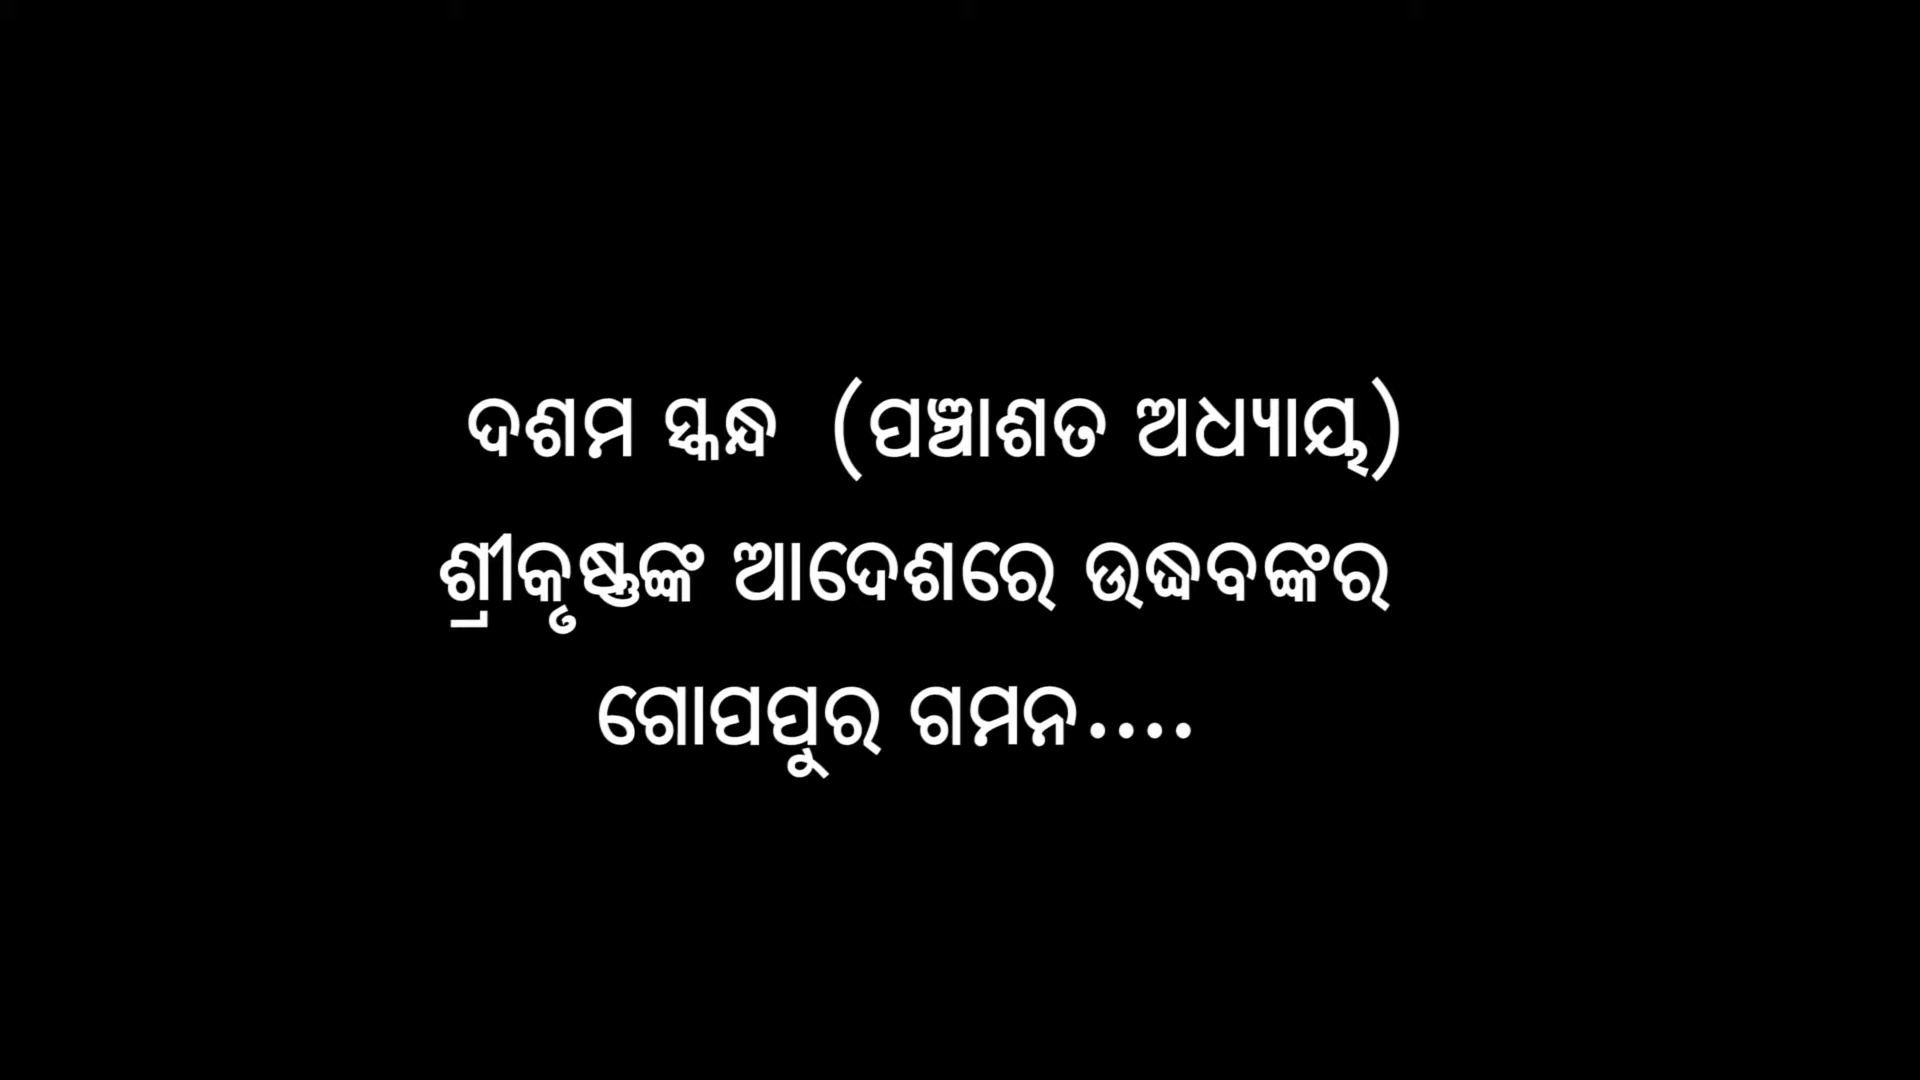 ଦଶମ ସ୍କନ୍ଧ (ପଞ୍ଚାଶତ ଅଧ୍ୟାୟ)
ଶ୍ରୀକୃଷ୍ଣଙ୍କ ଆଦେଶରେ ଉଦ୍ଧବଙ୍କର
ଗୋପପୁର ଗମନ....